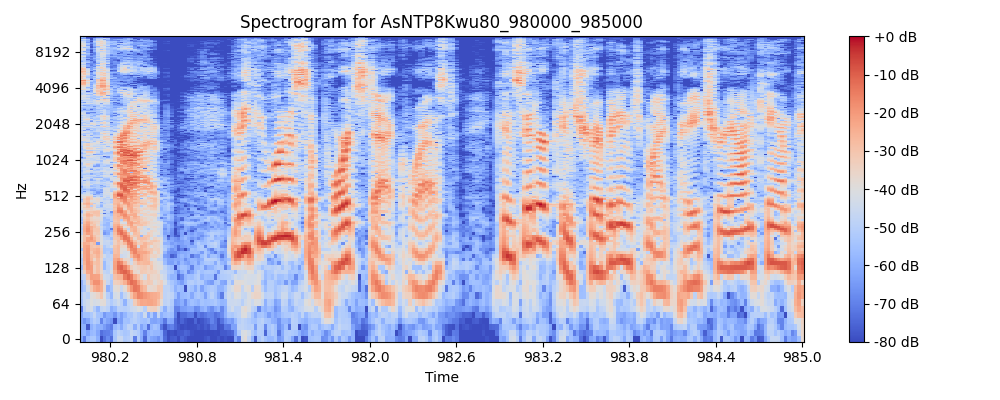 Spectrogram for AsNTP8Kwu80_980000_985000
8192
4096
2048
1024
512
256
128
64
0
Hz
980.2 980.8 981.4 982.0 982.6 983.2 983.8 984.4 985.0
Time
+0 dB
-10 dB
-20 dB
-30 dB
-40 dB
-50 dB
-60 dB
-70 dB
-80 dB